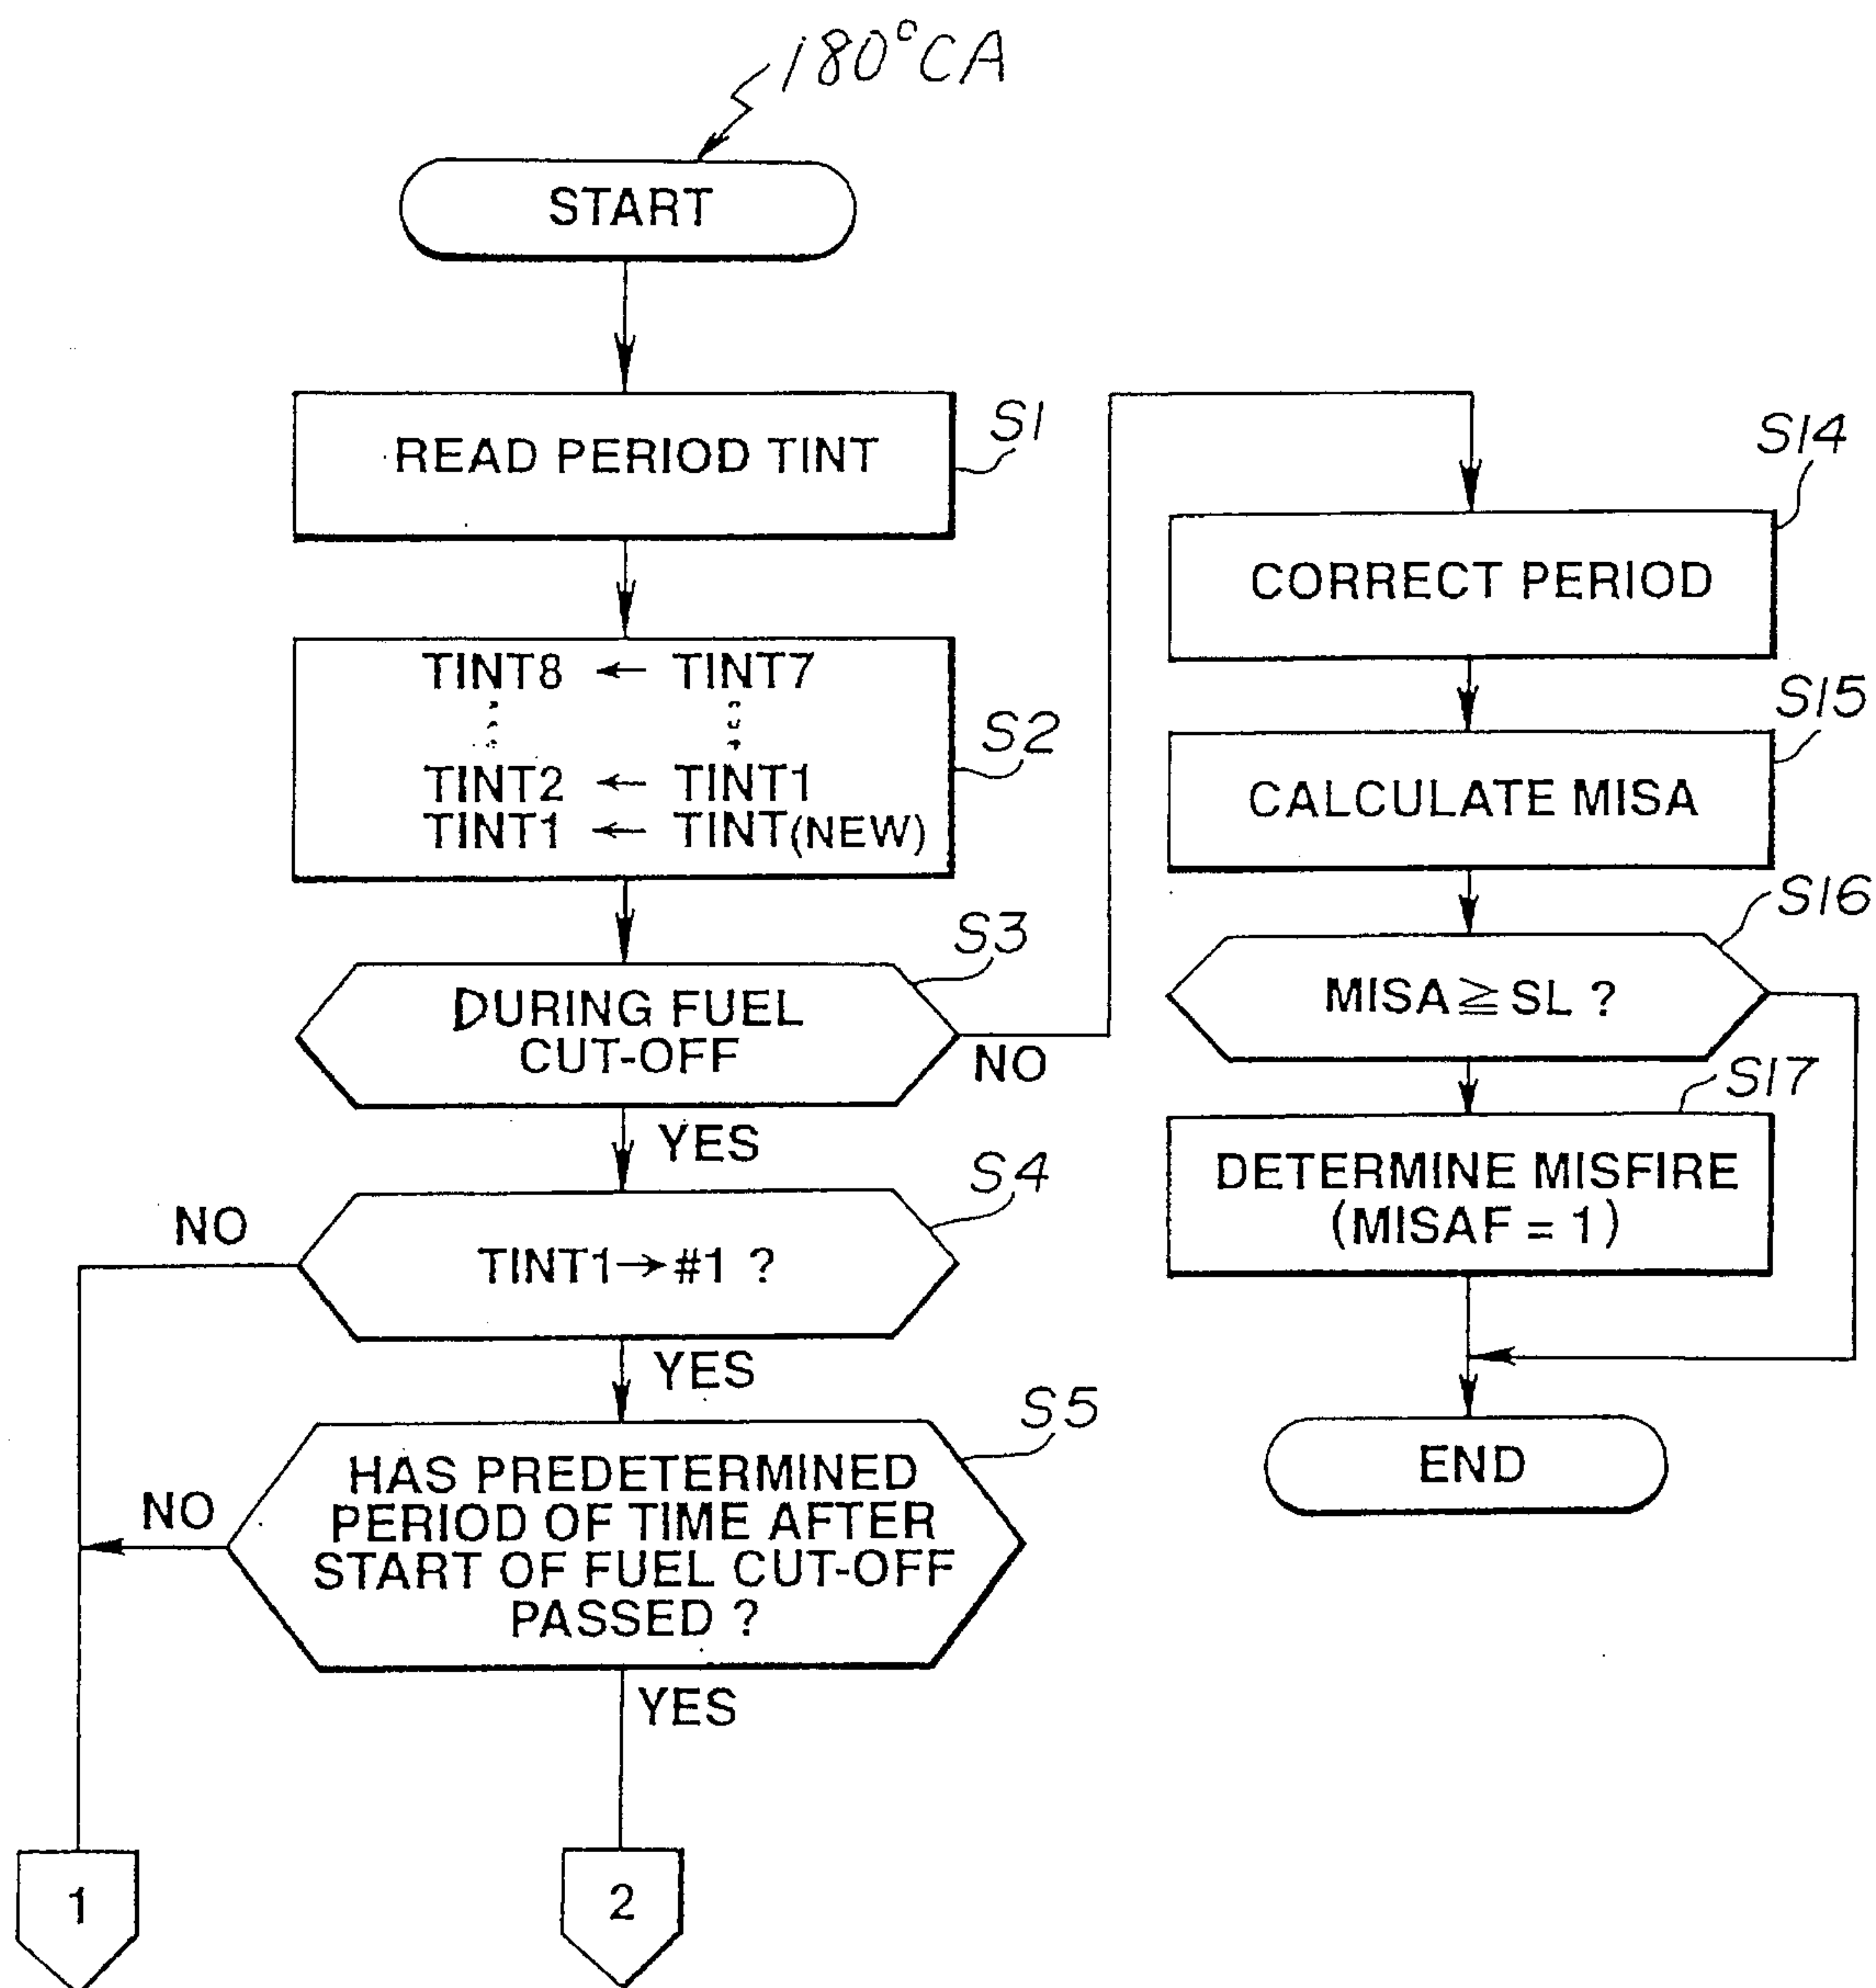 180°CA
START
READ PERIOD TINT
S1
TINT8 ← TINT7
TINT2 ← TINT1
TINT1 ← TINT(NEW)
S2
S3
DURING FUEL
CUT-OFF
NO
YES
S4
NO
TINT1→#1 ?
YES
S5
HAS PREDETERMINED
PERIOD OF TIME AFTER
START OF FUEL CUT-OFF
PASSED ?
NO
YES
1
2
S14
CORRECT PERIOD
S15
CALCULATE MISA
S16
MISA≧SL ?
S17
DETERMINE MISFIRE
(MISAF = 1)
END